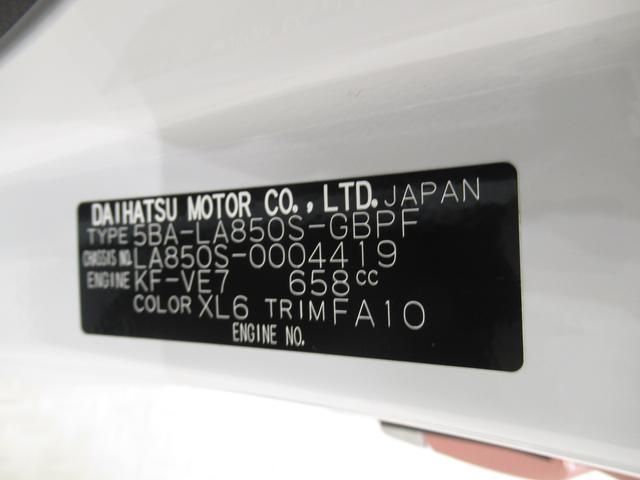 DAIHATSU MOTOR CO., LTD. JAPAN
TYPE 5BA-LA850S-GBPF
CHASSIS NO. LA850S-0004419
ENGINE KF-VE7 658cc
COLOR XL6 TRIM FA10
ENGINE NO.